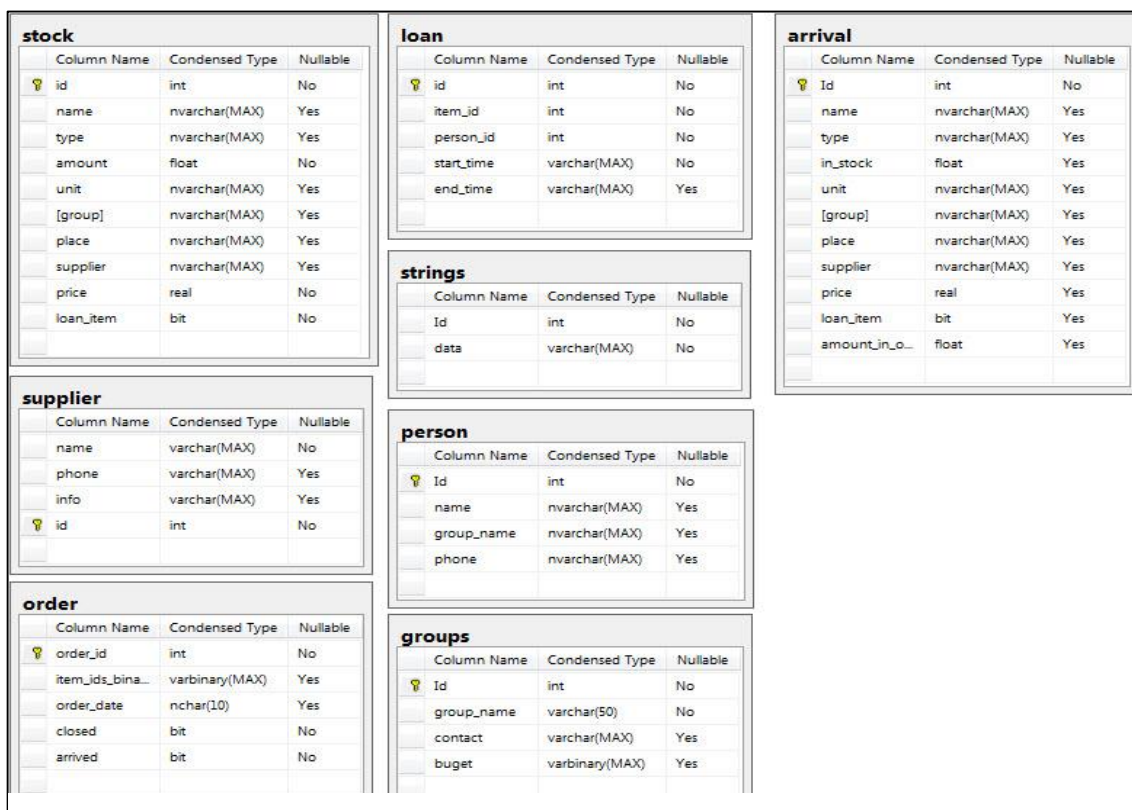 stock
Column Name Condensed Type Nullable
id int No
name nvarchar(MAX) Yes
type nvarchar(MAX) Yes
amount float No
unit nvarchar(MAX) Yes
[group] nvarchar(MAX) Yes
place nvarchar(MAX) Yes
supplier nvarchar(MAX) Yes
price real No
loan_item bit No
supplier
Column Name Condensed Type Nullable
name varchar(MAX) No
phone varchar(MAX) Yes
info varchar(MAX) Yes
id int No
order
Column Name Condensed Type Nullable
order_id int No
item_ids_bina... varbinary(MAX) Yes
order_date nchar(10) Yes
closed bit No
arrived bit No
loan
Column Name Condensed Type Nullable
id int No
item_id int No
person_id int No
start_time varchar(MAX) No
end_time varchar(MAX) Yes
strings
Column Name Condensed Type Nullable
Id int No
data varchar(MAX) No
person
Column Name Condensed Type Nullable
Id int No
name nvarchar(MAX) Yes
group_name nvarchar(MAX) Yes
phone nvarchar(MAX) Yes
groups
Column Name Condensed Type Nullable
Id int No
group_name varchar(50) No
contact varchar(MAX) Yes
buget varbinary(MAX) Yes
arrival
Column Name Condensed Type Nullable
Id int No
name nvarchar(MAX) Yes
type nvarchar(MAX) Yes
in_stock float Yes
unit nvarchar(MAX) Yes
[group] nvarchar(MAX) Yes
place nvarchar(MAX) Yes
supplier nvarchar(MAX) Yes
price real Yes
loan_item bit Yes
amount_in_o... float Yes